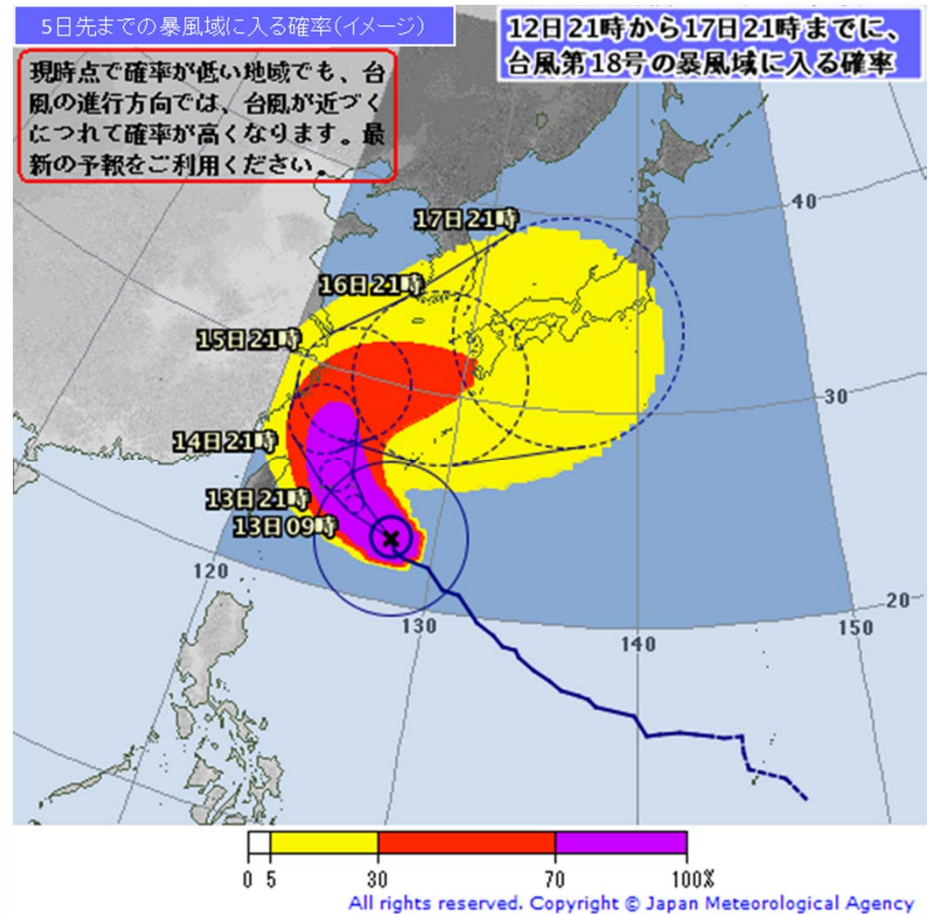 5日先までの暴風域に入る確率(イメージ)
12日21時から17日21時までに、
台風第18号の暴風域に入る確率
現時点で確率が低い地域でも、台
風の進行方向では、台風が近づく
につれて確率が高くなります。最
新の予報をご利用ください。
40
17日21時
16日21時
15日21時
30
14日21時
13日21時
13日09時
120
20
130
140
150
0 5 30 70 100%
All rights reserved. Copyright © Japan Meteorological Agency